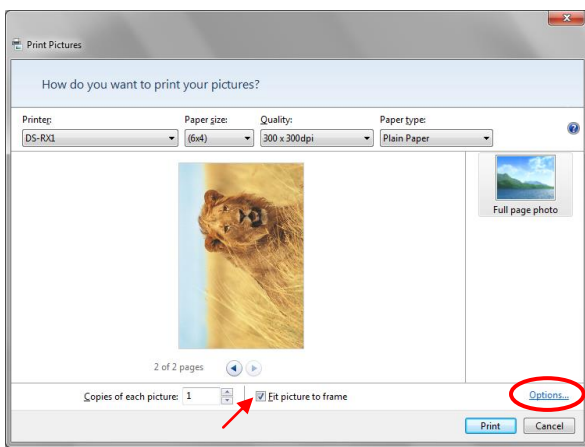 Print Pictures
How do you want to print your pictures?
Printer: Paper size: Quality: Paper type:
DS-RX1 (6x4) 300 x 300dpi Plain Paper
Full page photo
2 of 2 pages
Copies of each picture: 1 Fit picture to frame Options...
Print Cancel